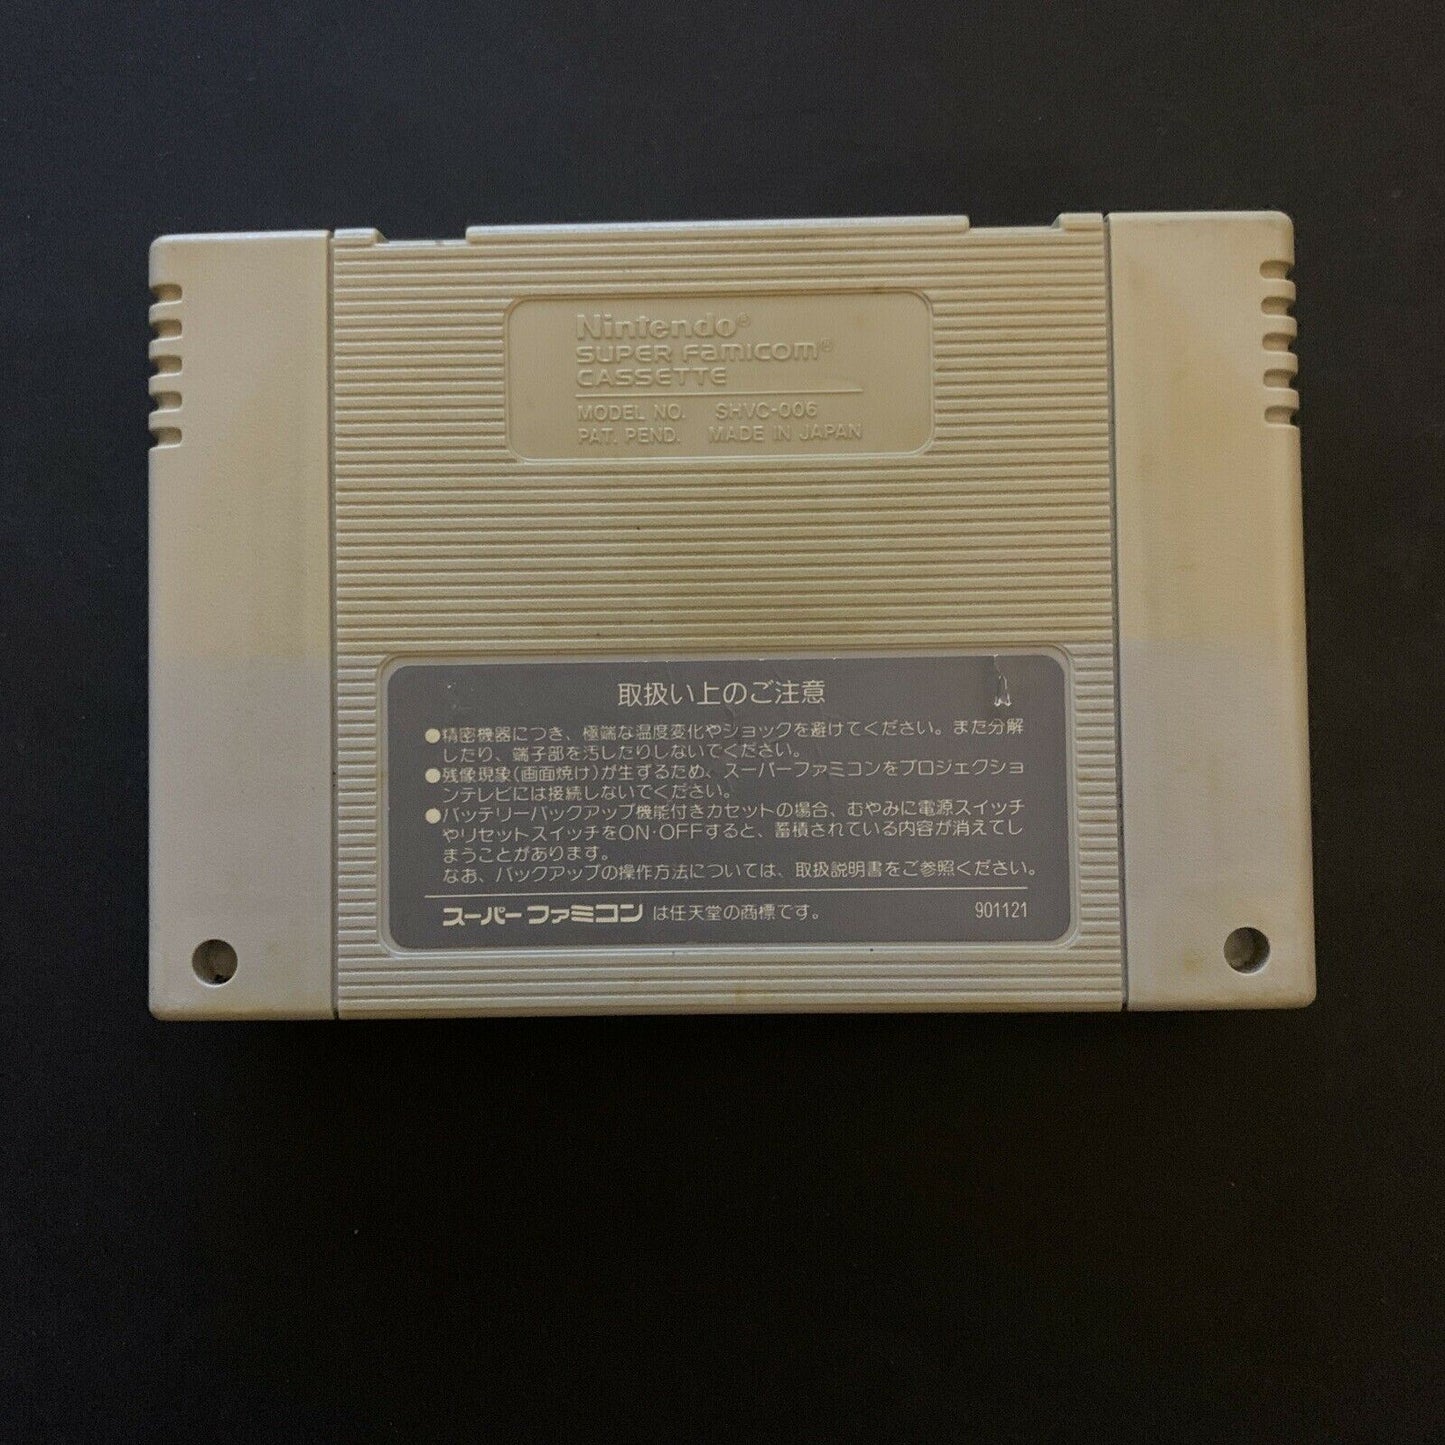 Nintendo®
SUPER FAMICOM®
CASSETTE
MODEL NO. SHVC-006
PAT. PEND. MADE IN JAPAN
取扱い上のご注意
●精密機器につき、極端な温度変化やショックを避けてください。また分解
したり、端子部を汚したりしないでください。
●残像現象(画面焼け)が生ずるため、スーパーファミコンをプロジェクショ
ンテレビには接続しないでください。
●バッテリーバックアップ機能付きカセットの場合、むやみに電源スイッチ
やリセットスイッチをON·OFFすると、蓄積されている内容が消えてし
まうことがあります。
なお、バックアップの操作方法については、取扱説明書をご参照ください。
スーパーファミコン は任天堂の商標です。 901121